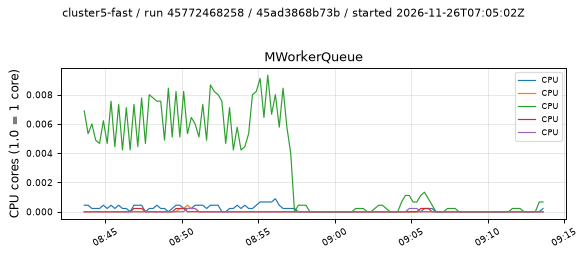 cluster5-fast / run 45772468258 / 45ad3868b73b / started 2026-11-26T07:05:02Z
MWorkerQueue
CPU cores (1.0 = 1 core)
0.008
0.006
0.004
0.002
0.000
CPU
CPU
CPU
CPU
CPU
08:45
08:50
08:55
09:00
09:05
09:10
09:15